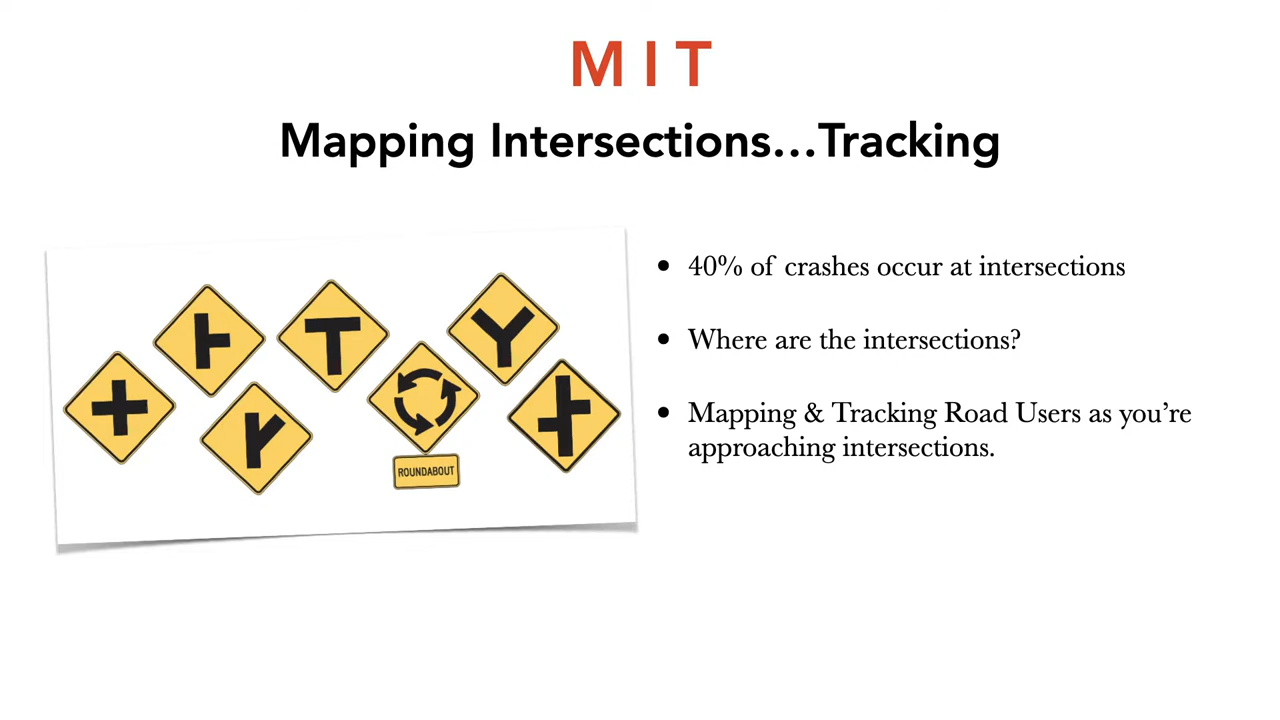 M I T
Mapping Intersections…Tracking
• 40% of crashes occur at intersections
• Where are the intersections?
• Mapping & Tracking Road Users as you’re
approaching intersections.
ROUNDABOUT